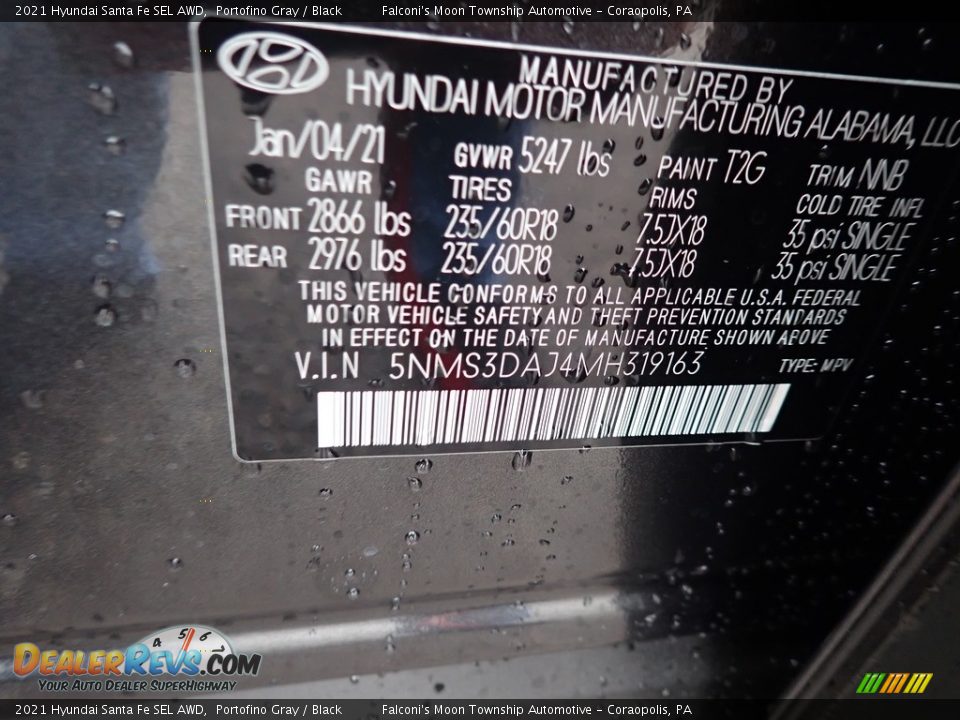 2021 Hyundai Santa Fe SEL AWD, Portofino Gray / Black Falconi's Moon Township Automotive - Coraopolis, PA
MANUFACTURED BY
HYUNDAI MOTOR MANUFACTURING ALABAMA, LLC
Jan/04/21 GVWR 5247 lbs PAINT T2G TRIM NNB
GAWR TIRES RIMS COLD TIRE INFL
FRONT 2866 lbs 235/60R18 7.5JX18 35 psi SINGLE
REAR 2976 lbs 235/60R18 7.5JX18 35 psi SINGLE
THIS VEHICLE CONFORMS TO ALL APPLICABLE U.S.A. FEDERAL
MOTOR VEHICLE SAFETY AND THEFT PREVENTION STANDARDS
IN EFFECT ON THE DATE OF MANUFACTURE SHOWN ABOVE
V.I.N 5NMS3DAJ4MH319163 TYPE: MPV
4 5 6
DEALERREVS.COM
YOUR AUTO DEALER SUPERHIGHWAY
2021 Hyundai Santa Fe SEL AWD, Portofino Gray / Black Falconi's Moon Township Automotive - Coraopolis, PA